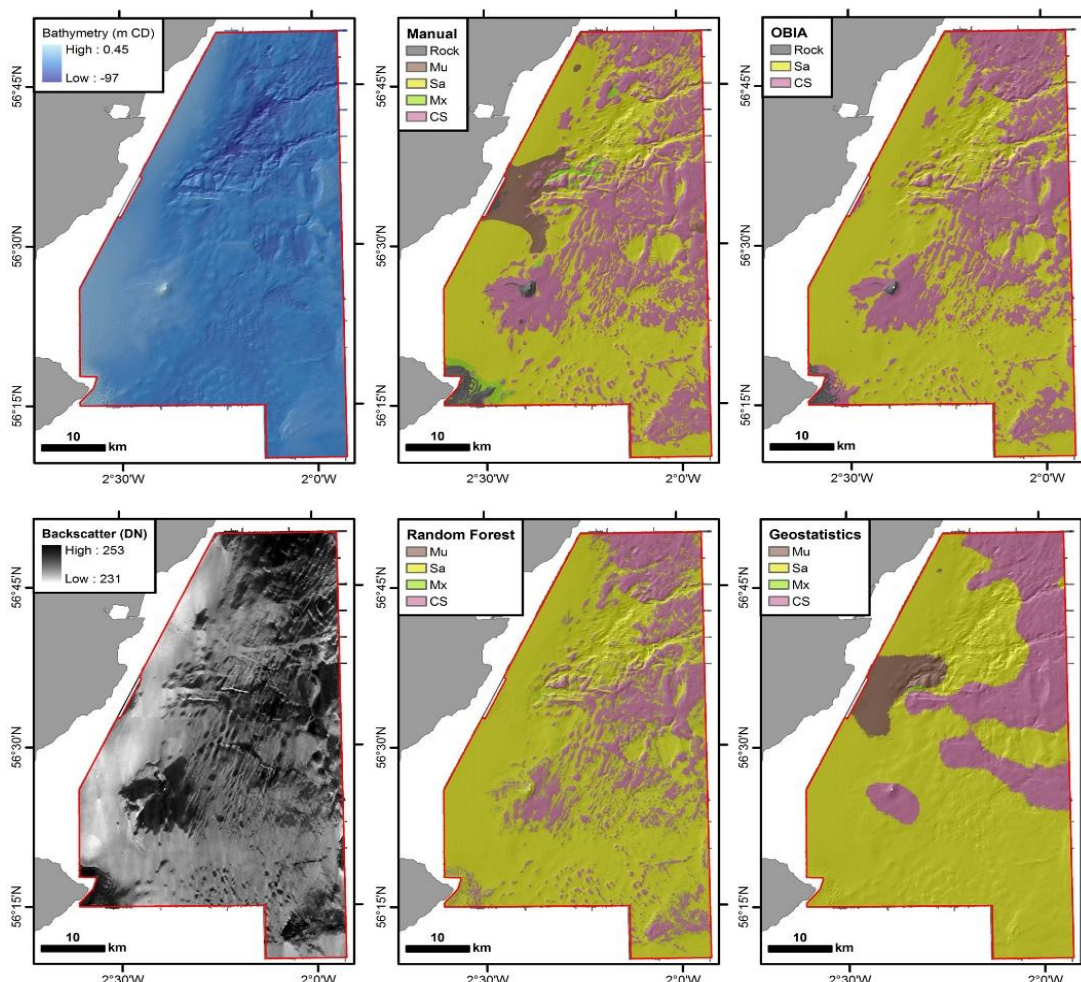 Bathymetry (m CD)
High : 0.45
Low : -97
56°45'N
56°30'N
56°15'N
10
km
2°30'W
2°0'W
Manual
Rock
Mu
Sa
Mx
CS
56°45'N
56°30'N
56°15'N
10
km
2°30'W
2°0'W
OBIA
Rock
Sa
CS
56°45'N
56°30'N
56°15'N
10
km
2°30'W
2°0'W
Backscatter (DN)
High : 253
Low : 231
56°45'N
56°30'N
56°15'N
10
km
2°30'W
2°0'W
Random Forest
Mu
Sa
Mx
CS
56°45'N
56°30'N
56°15'N
10
km
2°30'W
2°0'W
Geostatistics
Mu
Sa
Mx
CS
56°45'N
56°30'N
56°15'N
10
km
2°30'W
2°0'W